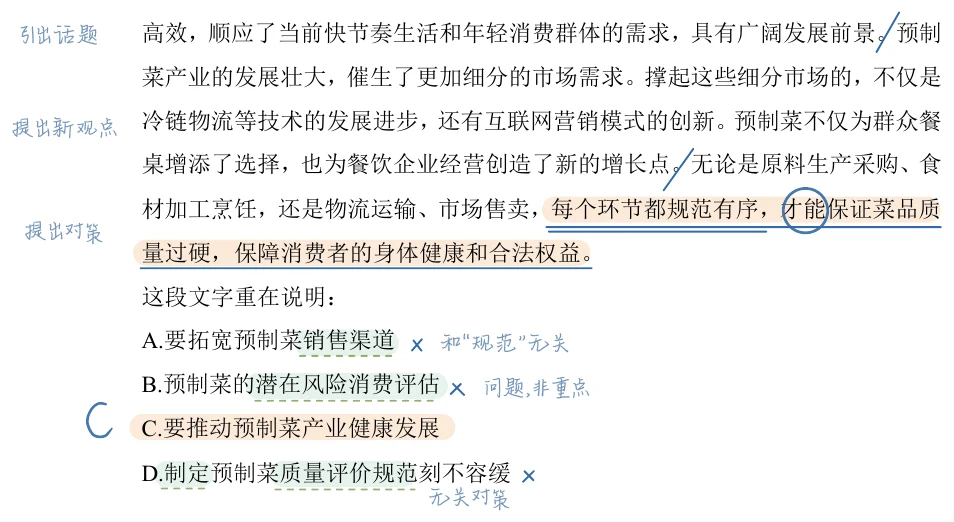 引出话题
高效，顺应了当前快节奏生活和年轻消费群体的需求，具有广阔发展前景。预制
菜产业的发展壮大，催生了更加细分的市场需求。撑起这些细分市场的，不仅是
提出新观点
冷链物流等技术的发展进步，还有互联网营销模式的创新。预制菜不仅为群众餐
桌增添了选择，也为餐饮企业经营创造了新的增长点。无论是原料生产采购、食
材加工烹饪，还是物流运输、市场售卖，每个环节都规范有序，才能保证菜品质
提出对策
量过硬，保障消费者的身体健康和合法权益。
这段文字重在说明：
A.要拓宽预制菜销售渠道 × 和“规范”无关
B.预制菜的潜在风险消费评估 × 问题,非重点
C
C.要推动预制菜产业健康发展
D.制定预制菜质量评价规范刻不容缓 ×
无关对策